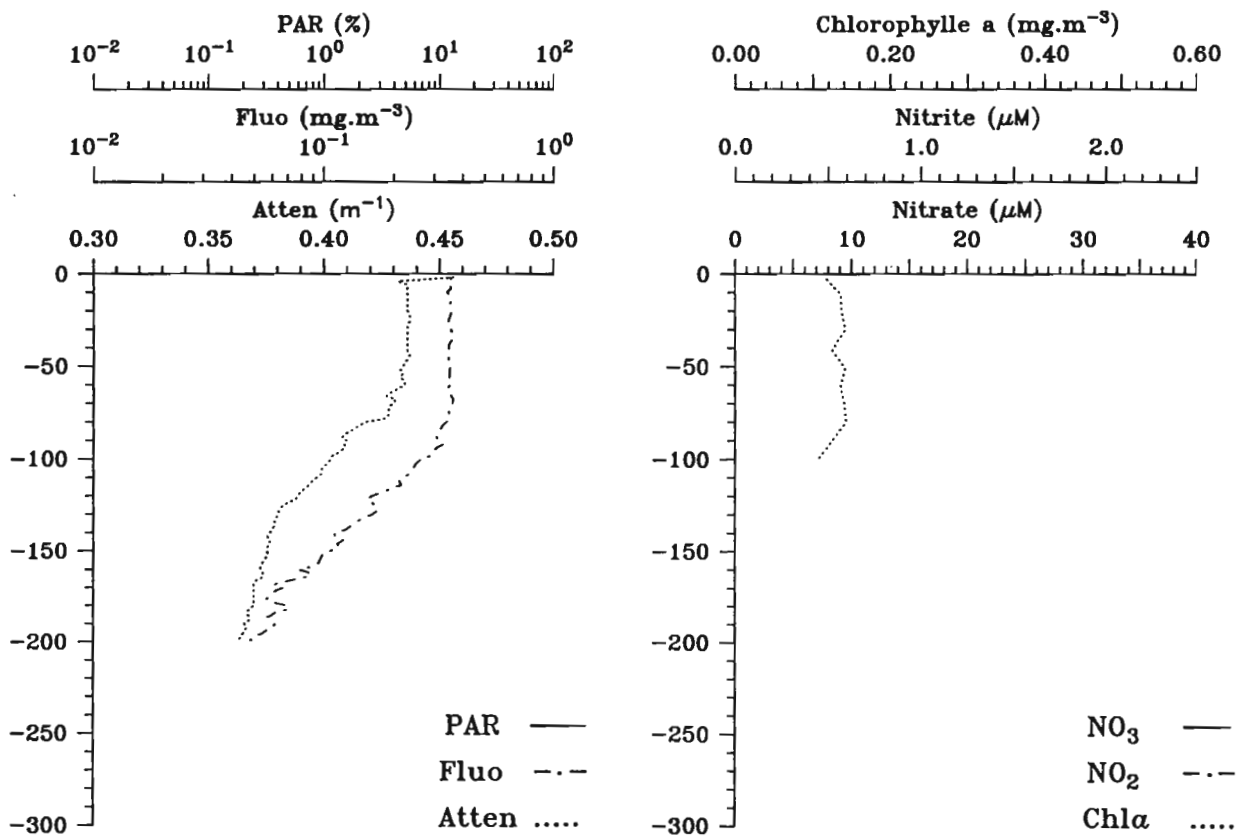 PAR (%)
10⁻² 10⁻¹ 10⁰ 10¹ 10²
Fluo (mg.m⁻³)
10⁻² 10⁻¹ 10⁰
Atten (m⁻¹)
0.30 0.35 0.40 0.45 0.50
0
−50
−100
−150
−200
−250
−300
PAR
Fluo
Atten
Chlorophylle a (mg.m⁻³)
0.00 0.20 0.40 0.60
Nitrite (μM)
0.0 1.0 2.0
Nitrate (μM)
0 10 20 30 40
0
−50
−100
−150
−200
−250
−300
NO₃
NO₂
Chla